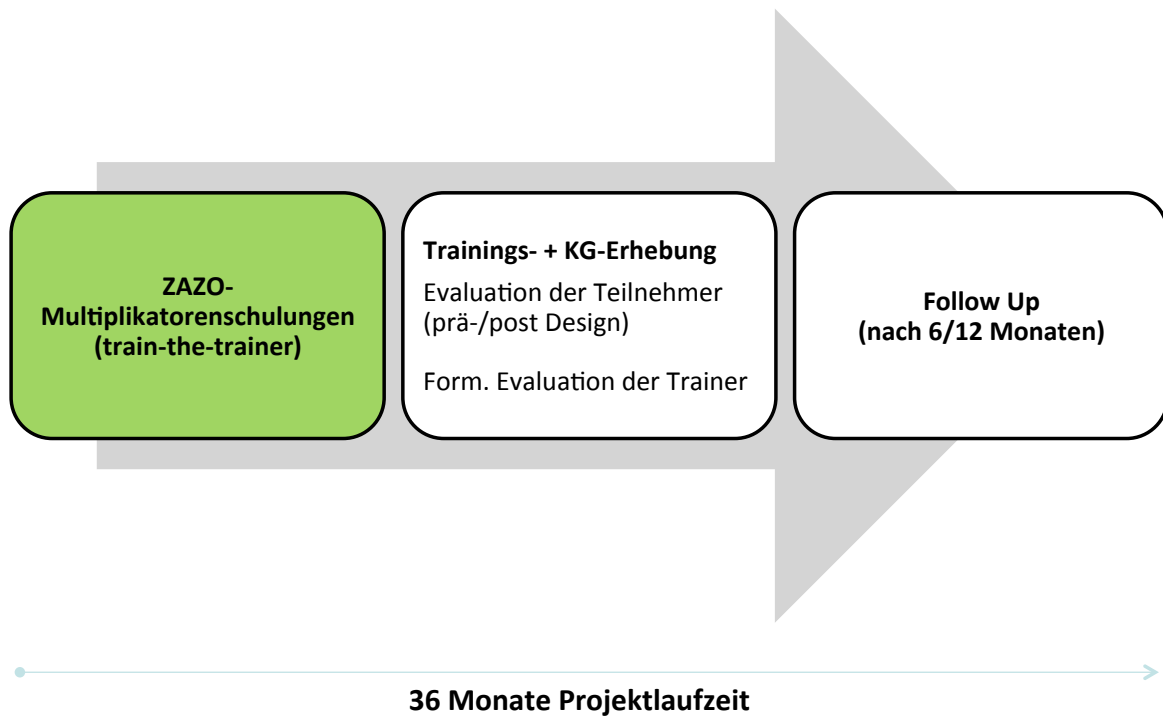 ZAZO-
Multiplikatorenschulungen
(train-the-trainer)
Trainings- + KG-Erhebung
Evaluation der Teilnehmer
(prä-/post Design)
Form. Evaluation der Trainer
Follow Up
(nach 6/12 Monaten)
36 Monate Projektlaufzeit